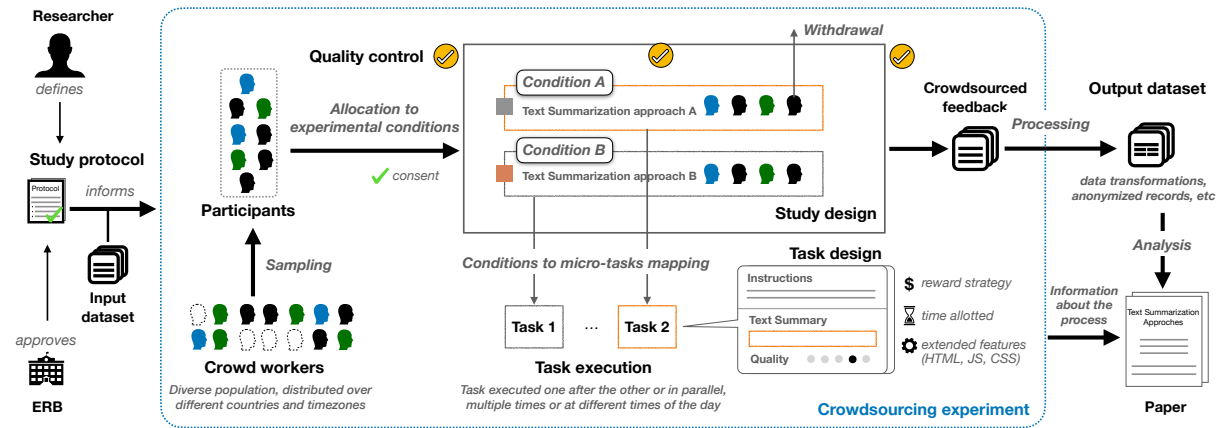 Researcher
defines
Study protocol
Protocol
informs
Input
dataset
approves
ERB
Quality control
Participants
Allocation to
experimental conditions
consent
Sampling
Crowd workers
Diverse population, distributed over
different countries and timezones
Withdrawal
Condition A
Text Summarization approach A
Condition B
Text Summarization approach B
Study design
Conditions to micro-tasks mapping
Task 1
...
Task 2
Task execution
Task executed one after the other or in parallel,
multiple times or at different times of the day
Task design
Instructions
Text Summary
Quality
$ reward strategy
time allotted
extended features
(HTML, JS, CSS)
Crowdsourcing experiment
Crowdsourced
feedback
Processing
Output dataset
data transformations,
anonymized records, etc
Analysis
Information
about the
process
Text Summarization
Approches
Paper